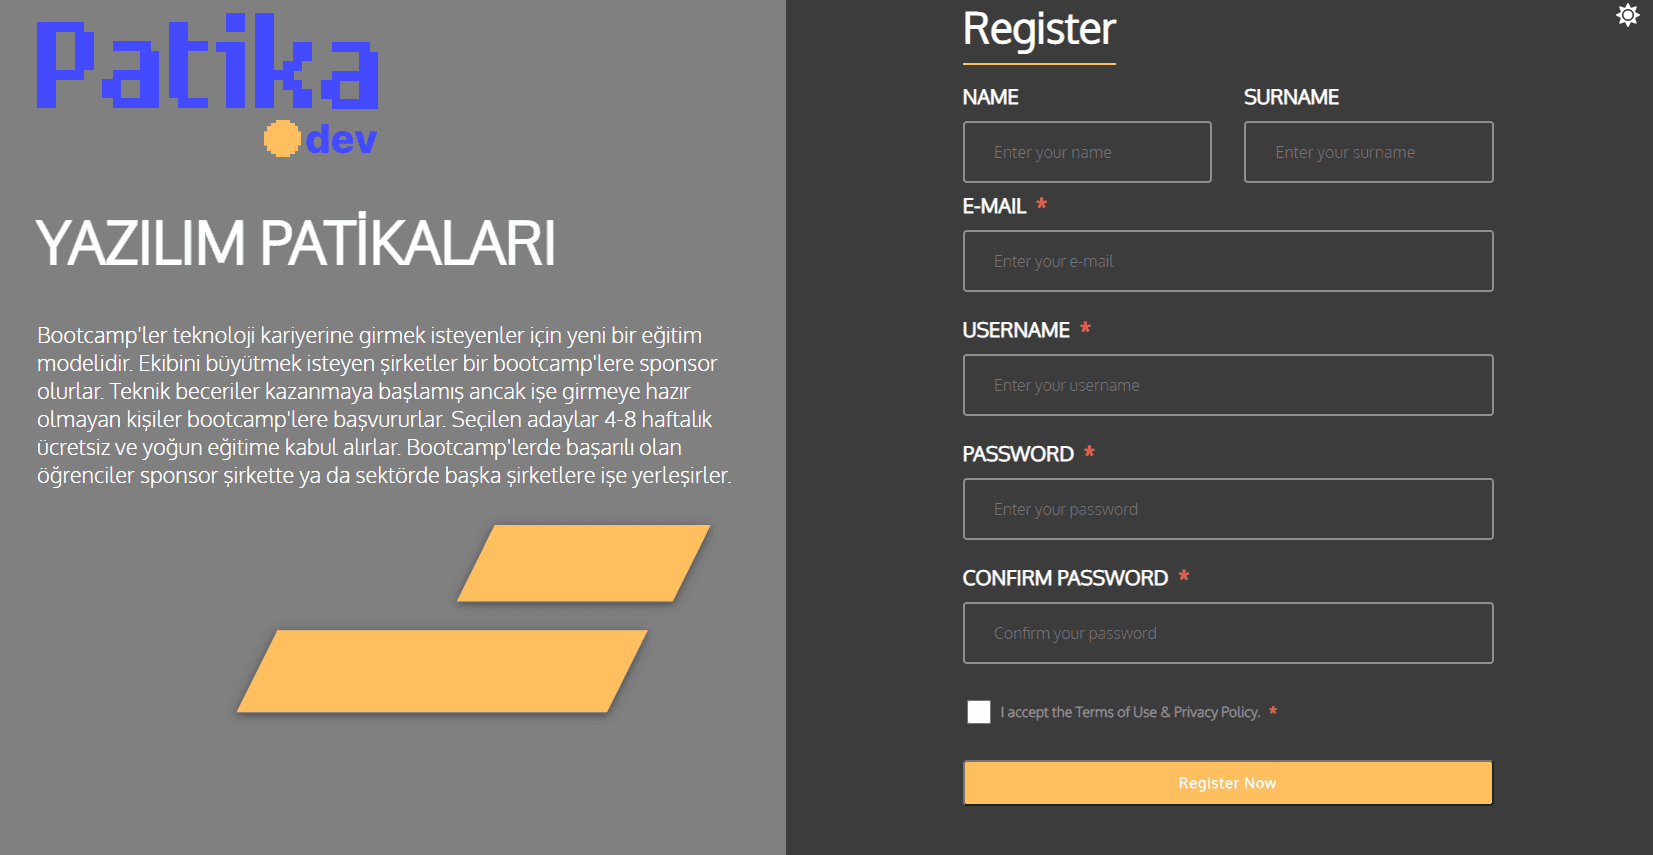 Patika
dev
YAZILIM PATİKALARI
Bootcamp'ler teknoloji kariyerine girmek isteyenler için yeni bir eğitim
modelidir. Ekibini büyütmek isteyen şirketler bir bootcamp'lere sponsor
olurlar. Teknik beceriler kazanmaya başlamış ancak işe girmeye hazır
olmayan kişiler bootcamp'lere başvururlar. Seçilen adaylar 4-8 haftalık
ücretsiz ve yoğun eğitime kabul alırlar. Bootcamp'lerde başarılı olan
öğrenciler sponsor şirkette ya da sektörde başka şirketlere işe yerleşirler.
Register
NAME SURNAME
Enter your name Enter your surname
E-MAIL *
Enter your e-mail
USERNAME *
Enter your username
PASSWORD *
Enter your password
CONFIRM PASSWORD *
Confirm your password
I accept the Terms of Use & Privacy Policy. *
Register Now